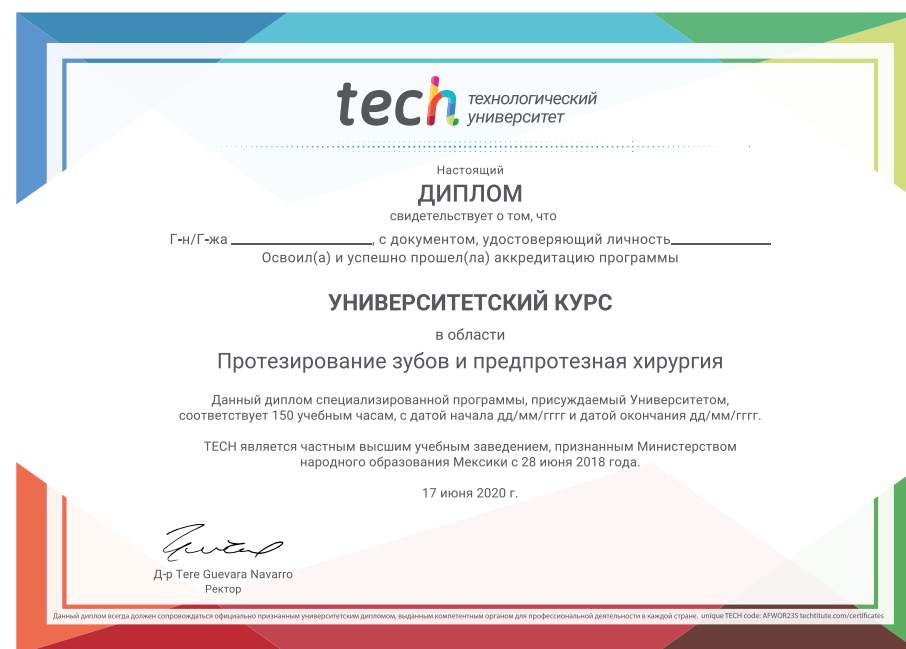 tech технологический
университет
Настоящий
ДИПЛОМ
свидетельствует о том, что
Г-н/Г-жа ____________________, с документом, удостоверяющий личность______________
Освоил(а) и успешно прошел(ла) аккредитацию программы
УНИВЕРСИТЕТСКИЙ КУРС
в области
Протезирование зубов и предпротезная хирургия
Данный диплом специализированной программы, присуждаемый Университетом,
соответствует 150 учебным часам, с датой начала дд/мм/гггг и датой окончания дд/мм/гггг.
TECH является частным высшим учебным заведением, признанным Министерством
народного образования Мексики с 28 июня 2018 года.
17 июня 2020 г.
Д-р Tere Guevara Navarro
Ректор
Данный диплом всегда должен сопровождаться официально признанным университетским дипломом, выданным компетентным органом для профессиональной деятельности в каждой стране. unique TECH code: AFWOR23S techtitute.com/certificates